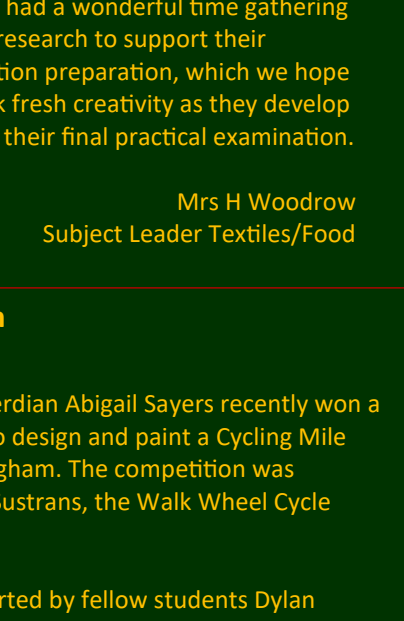 had a wonderful time gathering
research to support their
tion preparation, which we hope
k fresh creativity as they develop
their final practical examination.
Mrs H Woodrow
Subject Leader Textiles/Food
n
erdian Abigail Sayers recently won a
o design and paint a Cycling Mile
gham. The competition was
Sustrans, the Walk Wheel Cycle
rted by fellow students Dylan